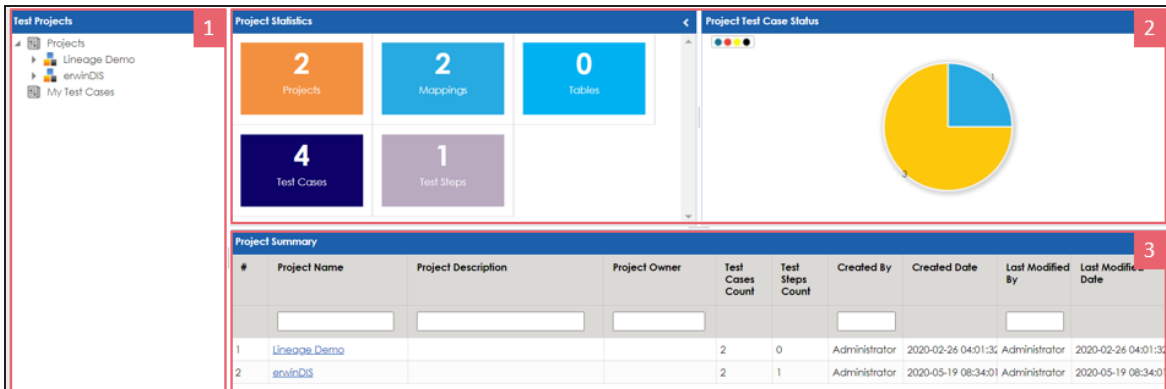 Test Projects
1
Projects
Lineage Demo
erwinDIS
My Test Cases
Project Statistics
2
Projects
2
Mappings
0
Tables
4
Test Cases
1
Test Steps
Project Test Case Status
2
1
3
Project Summary
3
# Project Name Project Description Project Owner Test Cases Count Test Steps Count Created By Created Date Last Modified By Last Modified Date
1 Lineage Demo 2 0 Administrator 2020-02-26 04:01:32 Administrator 2020-02-26 04:01:32
2 erwinDIS 2 1 Administrator 2020-05-19 08:34:01 Administrator 2020-05-19 08:34:01